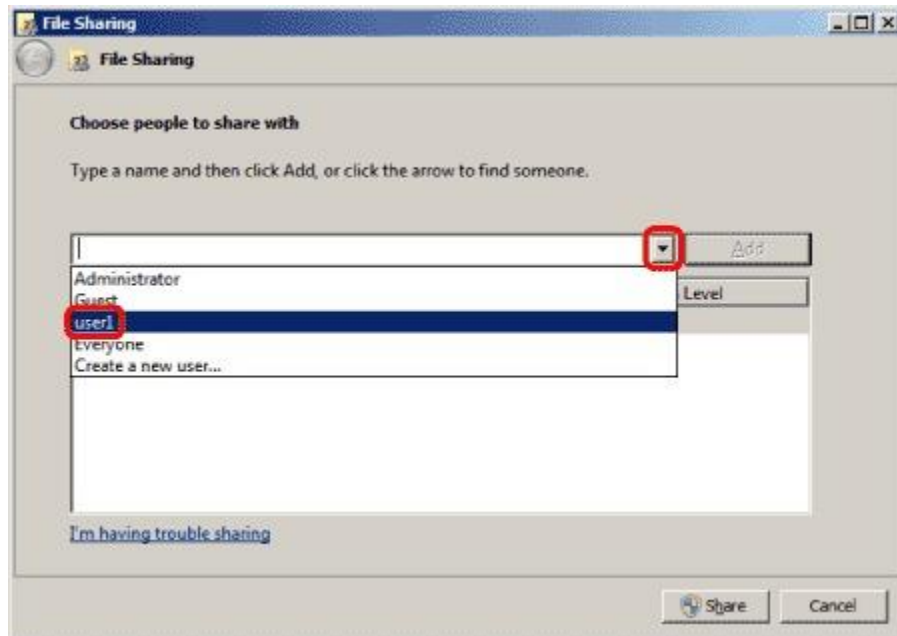 File Sharing
File Sharing
Choose people to share with
Type a name and then click Add, or click the arrow to find someone.
Add
Administrator
Guest
Level
user1
Everyone
Create a new user...
I'm having trouble sharing
Share
Cancel